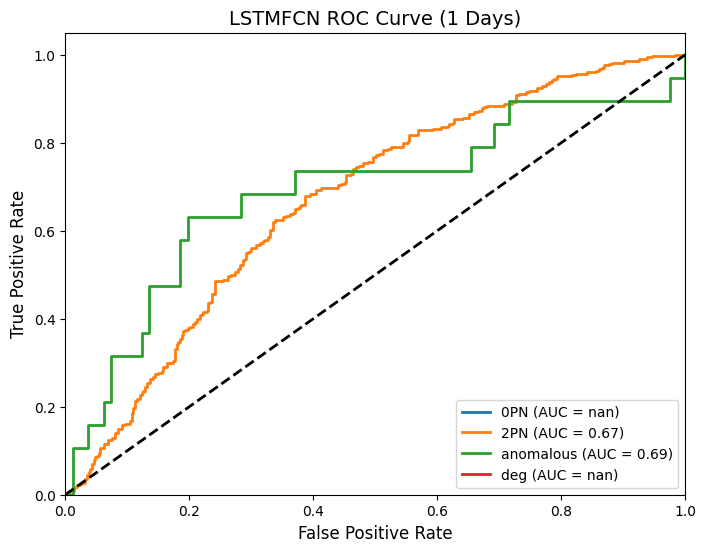 LSTMFCN ROC Curve (1 Days)
True Positive Rate
1.0
0.8
0.6
0.4
0.2
0.0
0.0 0.2 0.4 0.6 0.8 1.0
False Positive Rate
0PN (AUC = nan)
2PN (AUC = 0.67)
anomalous (AUC = 0.69)
deg (AUC = nan)